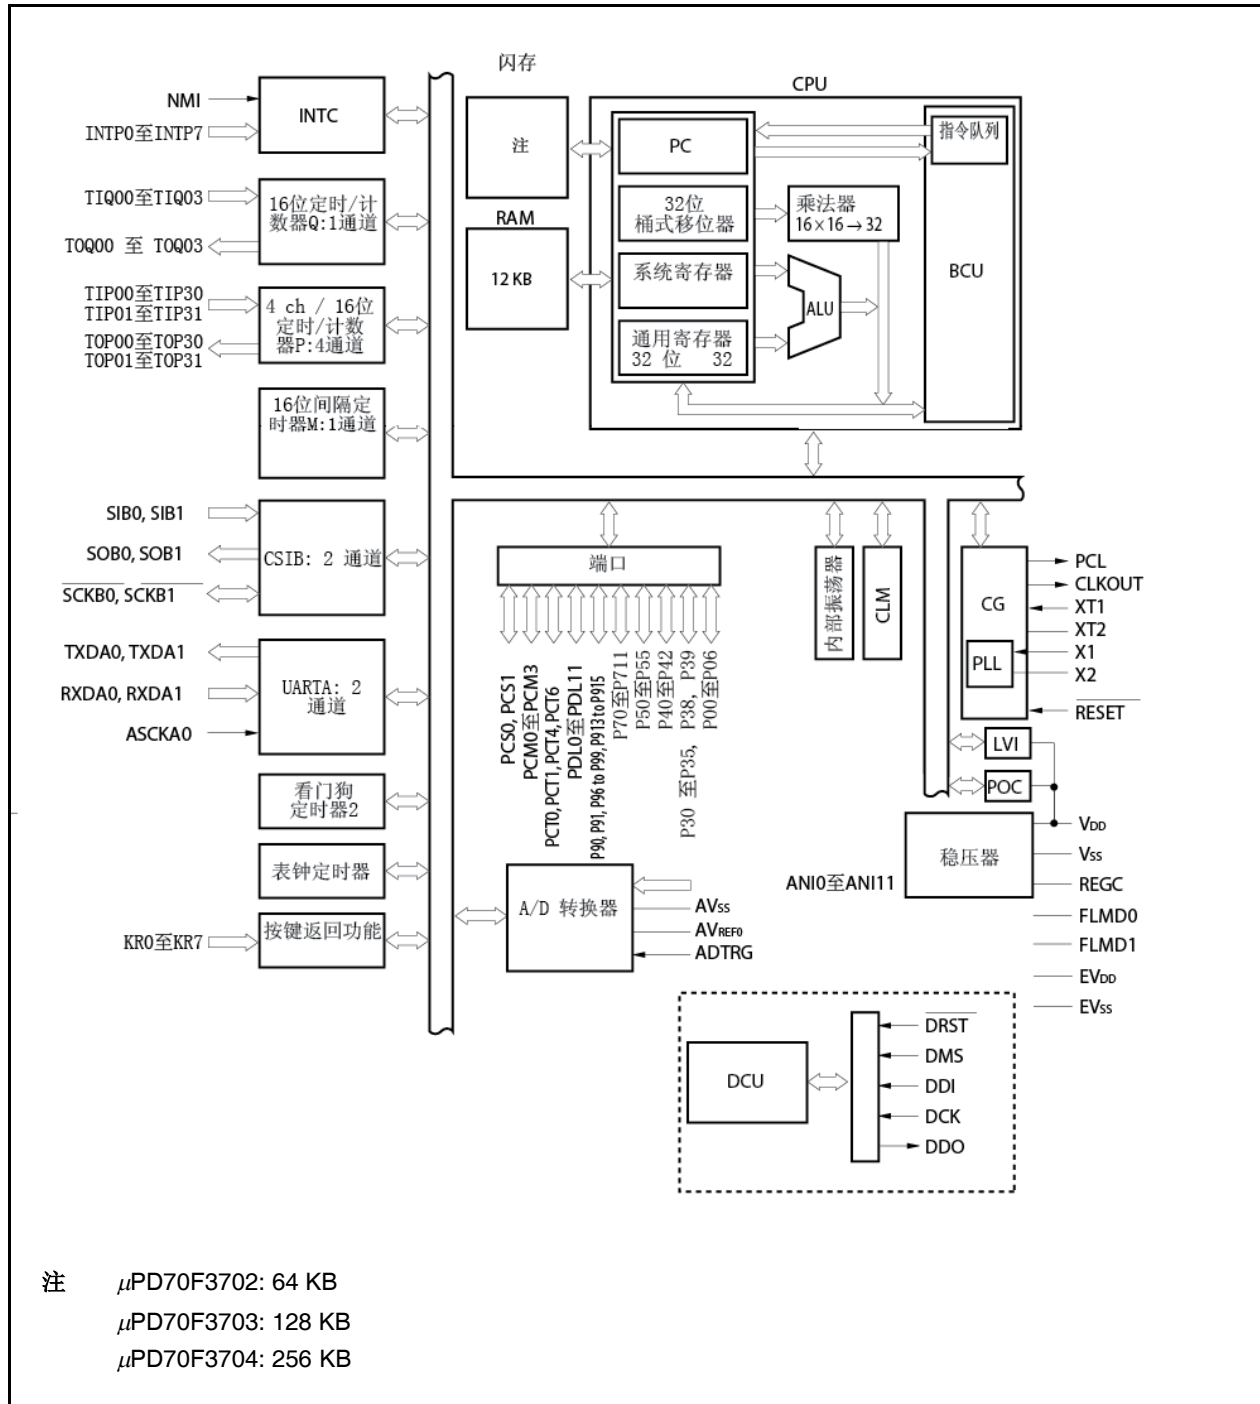 闪存
CPU
NMI
INTP0至INTP7
INTC
注
PC
指令队列
TIQ00至TIQ03
TOQ00 至 TOQ03
16位定时/计
数器Q:1通道
RAM
12 KB
32位
桶式移位器
乘法器
16×16→32
系统寄存器
ALU
BCU
通用寄存器
32 位 32
TIP00至TIP30
TIP01至TIP31
TOP00至TOP30
TOP01至TOP31
4 ch / 16位
定时/计数
器P:4通道
16位间隔定
时器M:1通道
SIB0, SIB1
SOB0, SOB1
SCKB0, SCKB1
CSIB: 2 通道
TXDA0, TXDA1
RXDA0, RXDA1
ASCKA0
UARTA: 2
通道
看门狗
定时器2
表钟定时器
KR0至KR7
按键返回功能
端口
PCS0, PCS1
PCM0至PCM3
PCT0, PCT1, PCT4, PCT6
PDL0至PDL11
P90, P91, P96 to P99, P913 to P915
P70至P711
P50至P55
P40至P42
P30 至P35, P38, P39
P00至P06
内部振荡器
CLM
CG
PLL
PCL
CLKOUT
XT1
XT2
X1
X2
RESET
LVI
POC
稳压器
VDD
VSS
REGC
FLMD0
FLMD1
EVDD
EVSS
A/D 转换器
ANI0至ANI11
AVSS
AVREF0
ADTRG
DCU
DRST
DMS
DDI
DCK
DDO
注 μPD70F3702: 64 KB
μPD70F3703: 128 KB
μPD70F3704: 256 KB